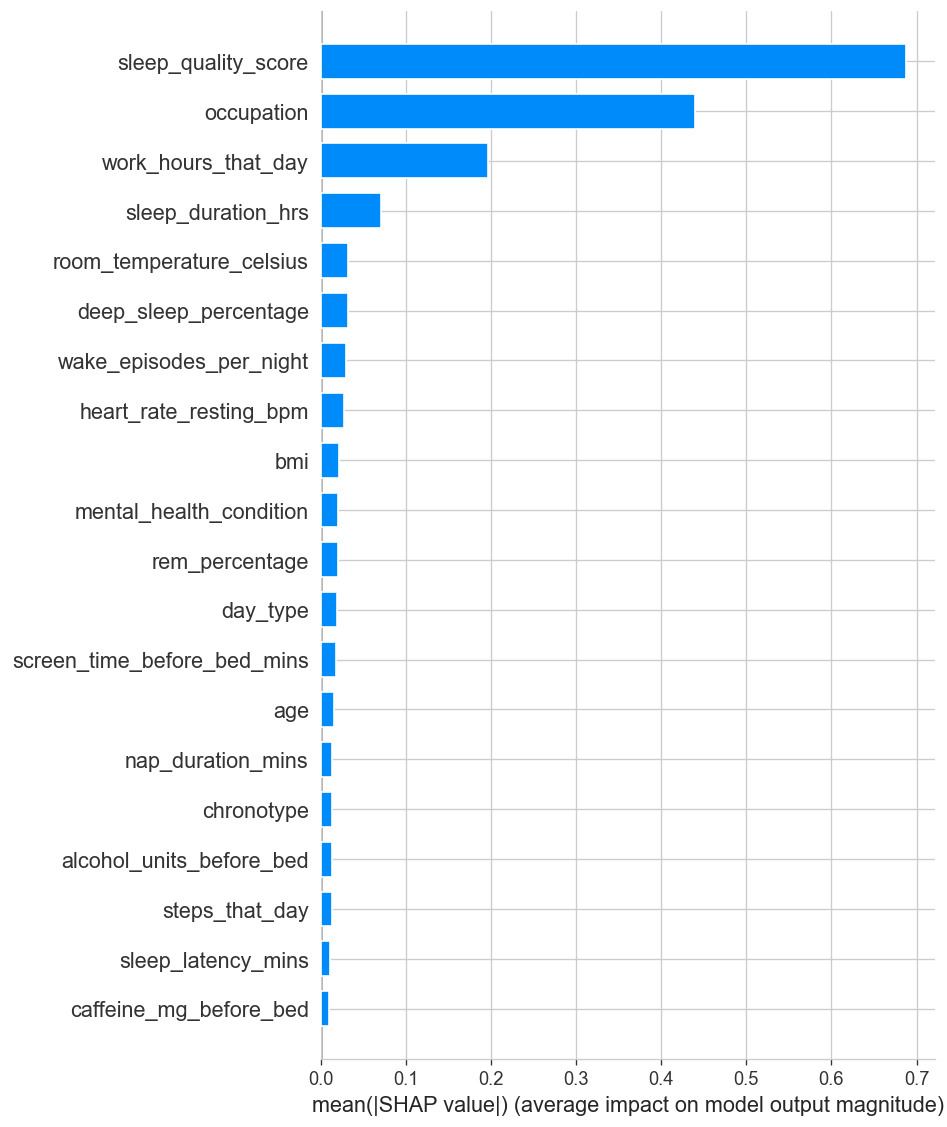 sleep_quality_score
occupation
work_hours_that_day
sleep_duration_hrs
room_temperature_celsius
deep_sleep_percentage
wake_episodes_per_night
heart_rate_resting_bpm
bmi
mental_health_condition
rem_percentage
day_type
screen_time_before_bed_mins
age
nap_duration_mins
chronotype
alcohol_units_before_bed
steps_that_day
sleep_latency_mins
caffeine_mg_before_bed
0.0 0.1 0.2 0.3 0.4 0.5 0.6 0.7
mean(|SHAP value|) (average impact on model output magnitude)